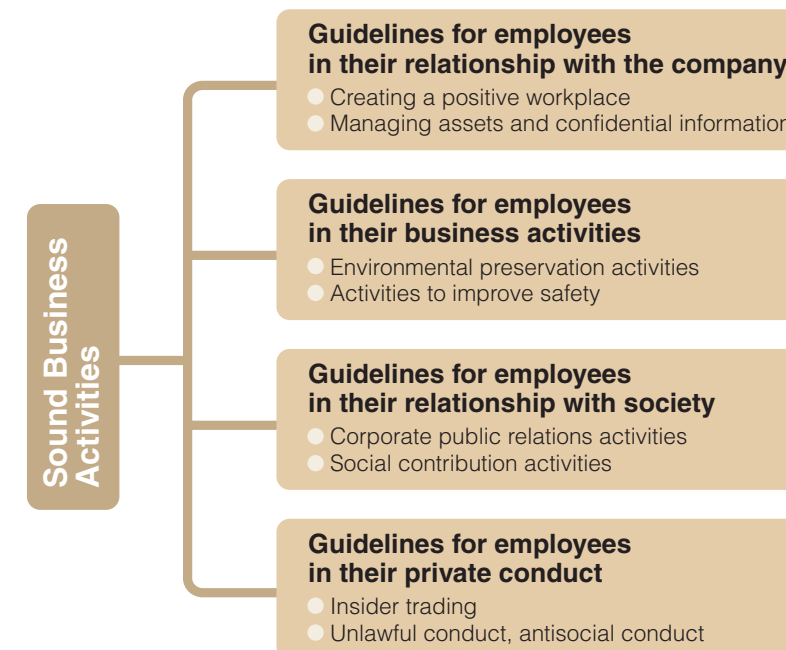 Sound Business
Activities
Guidelines for employees
in their relationship with the company
Creating a positive workplace
Managing assets and confidential information
Guidelines for employees
in their business activities
Environmental preservation activities
Activities to improve safety
Guidelines for employees
in their relationship with society
Corporate public relations activities
Social contribution activities
Guidelines for employees
in their private conduct
Insider trading
Unlawful conduct, antisocial conduct